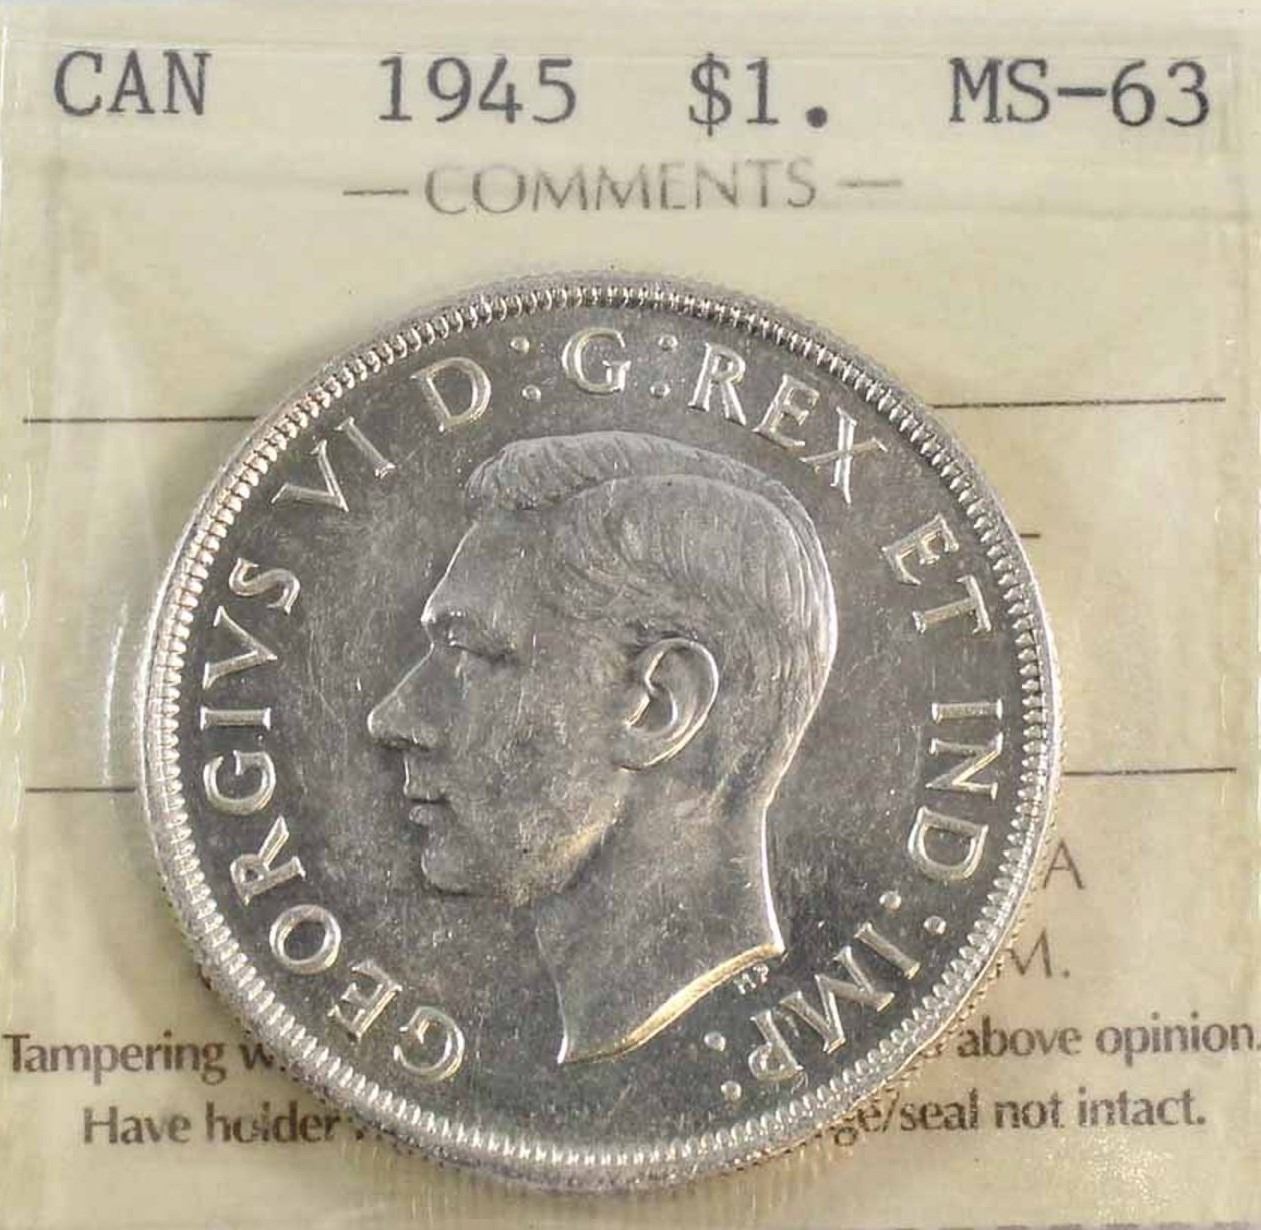 CAN 1945 $1. MS-63
— COMMENTS —
GEORGIVS VI D:G:REX ET IND:IMP:
HP
A
M.
Tampering above opinion.
Have holder seal not intact.